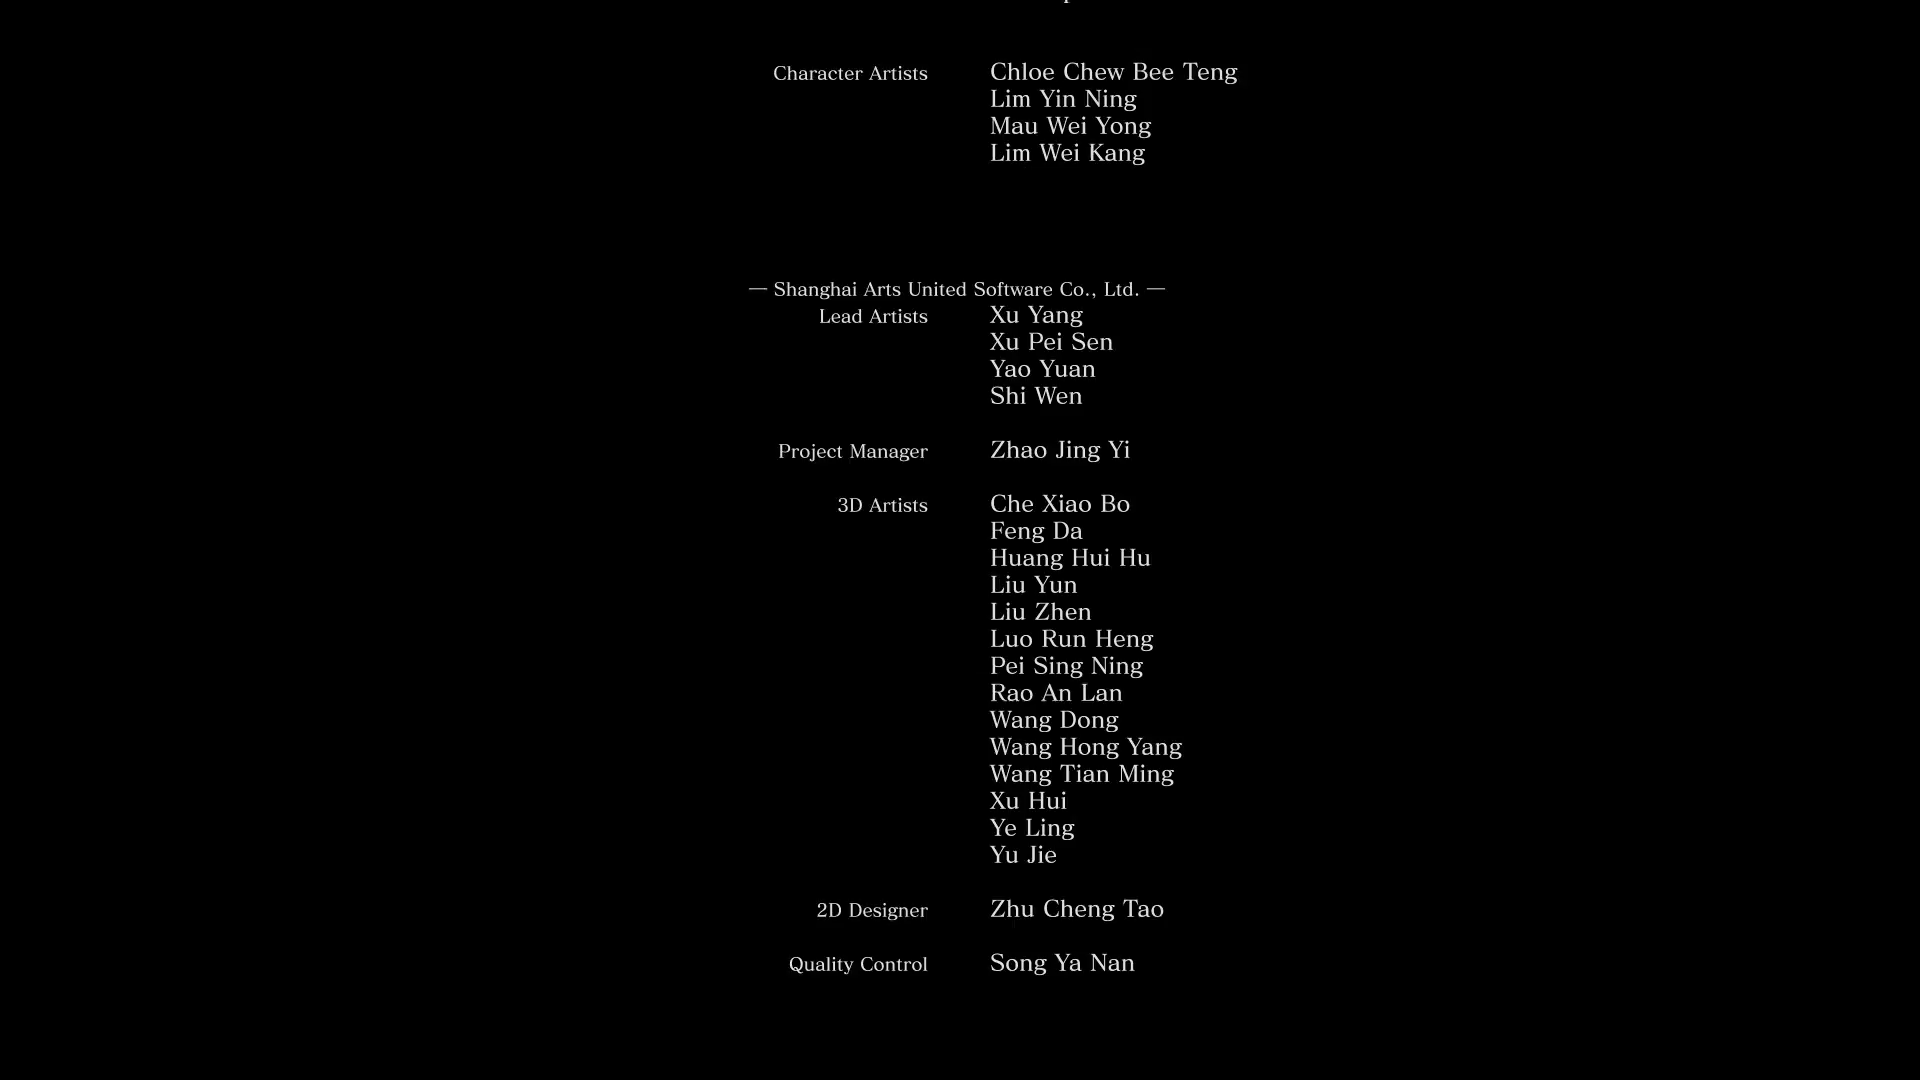 Character Artists Chloe Chew Bee Teng
Lim Yin Ning
Mau Wei Yong
Lim Wei Kang
— Shanghai Arts United Software Co., Ltd. —
Lead Artists Xu Yang
Xu Pei Sen
Yao Yuan
Shi Wen
Project Manager Zhao Jing Yi
3D Artists Che Xiao Bo
Feng Da
Huang Hui Hu
Liu Yun
Liu Zhen
Luo Run Heng
Pei Sing Ning
Rao An Lan
Wang Dong
Wang Hong Yang
Wang Tian Ming
Xu Hui
Ye Ling
Yu Jie
2D Designer Zhu Cheng Tao
Quality Control Song Ya Nan